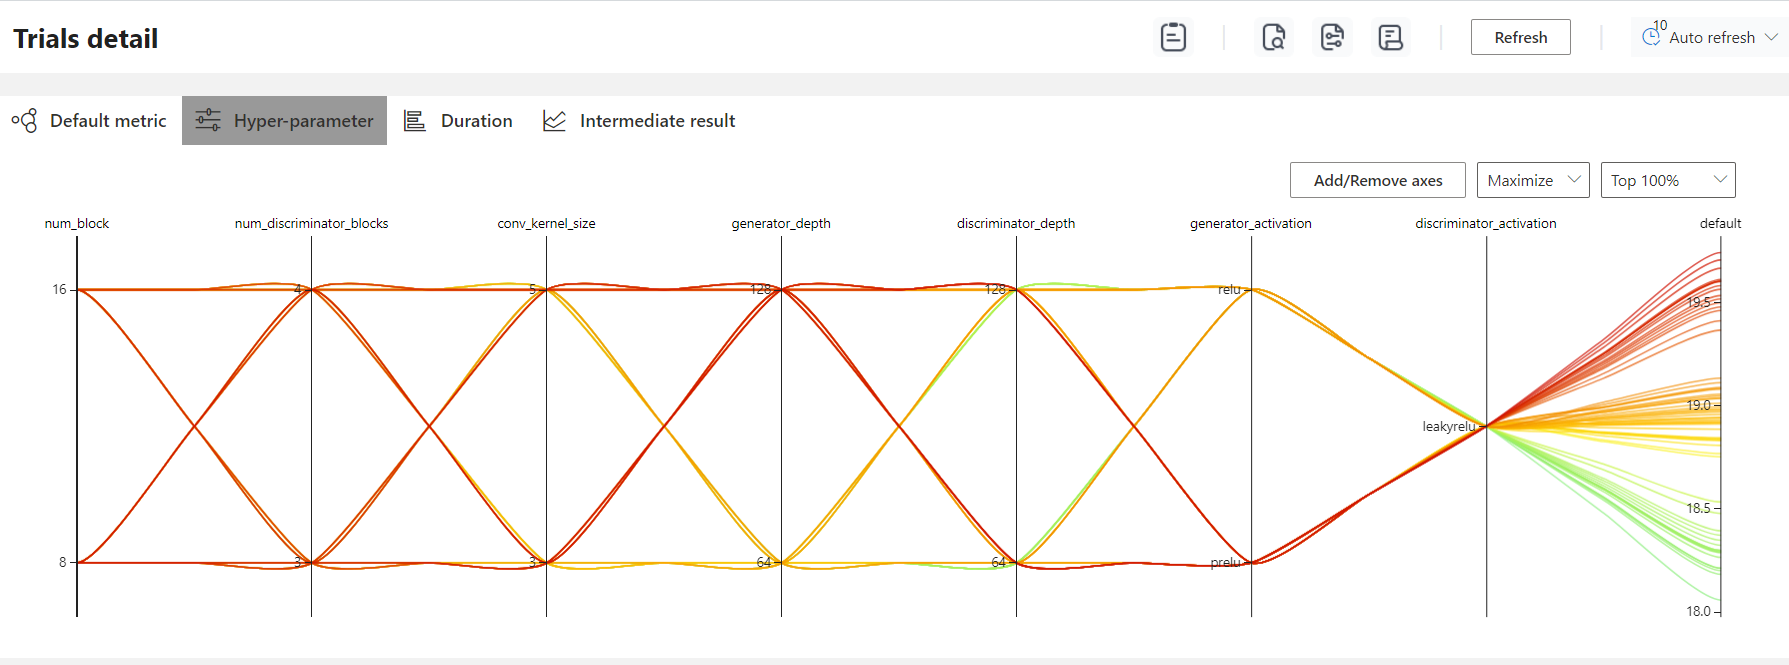 Trials detail
Refresh
10
Auto refresh
Default metric
Hyper-parameter
Duration
Intermediate result
Add/Remove axes
Maximize
Top 100%
num_block
num_discriminator_blocks
conv_kernel_size
generator_depth
discriminator_depth
generator_activation
discriminator_activation
default
16
4
5
128
128
relu
19.5
19.0
leakyrelu
18.5
8
3
3
64
64
prelu
18.0